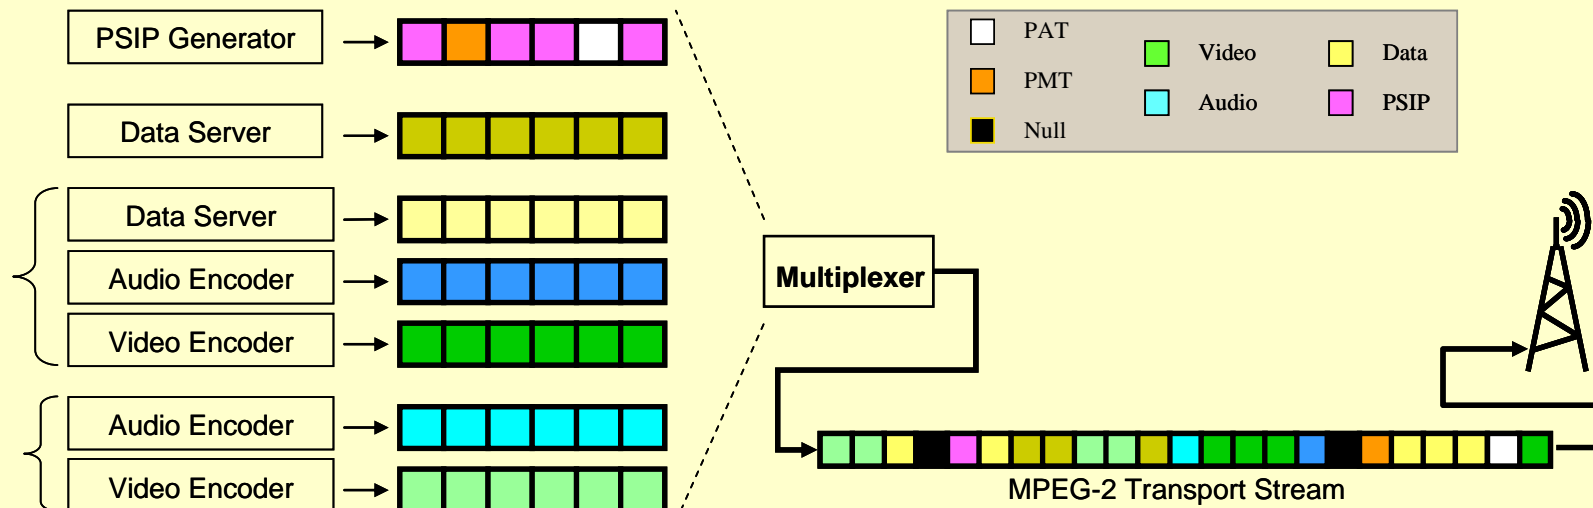 PSIP Generator
Data Server
Data Server
Audio Encoder
Video Encoder
Audio Encoder
Video Encoder
Multiplexer
PAT
PMT
Null
Video
Audio
Data
PSIP
MPEG-2 Transport Stream